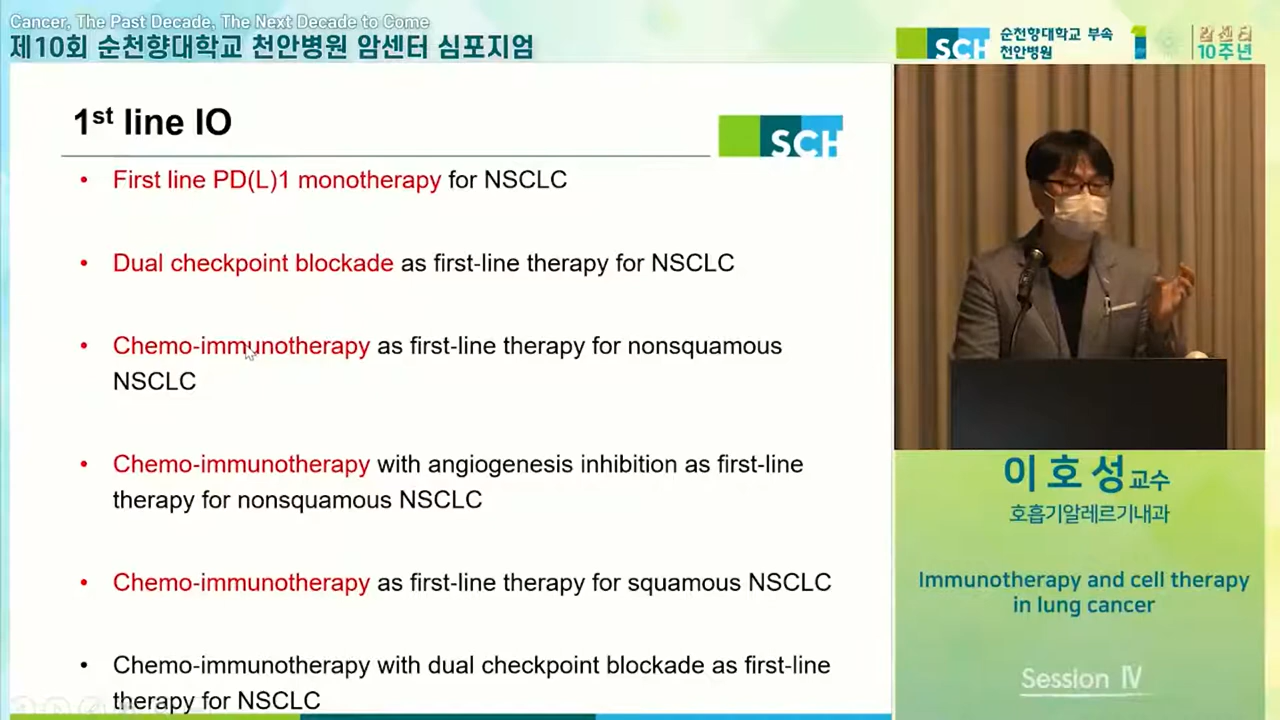 Cancer, The Past Decade, The Next Decade to Come
제10회 순천향대학교 천안병원 암센터 심포지엄
SCH
순천향대학교 부속
천안병원
암센터
10주년
1st line IO
SCH
• First line PD(L)1 monotherapy for NSCLC
• Dual checkpoint blockade as first-line therapy for NSCLC
• Chemo-immunotherapy as first-line therapy for nonsquamous
NSCLC
• Chemo-immunotherapy with angiogenesis inhibition as first-line
therapy for nonsquamous NSCLC
• Chemo-immunotherapy as first-line therapy for squamous NSCLC
• Chemo-immunotherapy with dual checkpoint blockade as first-line
therapy for NSCLC
이호성 교수
호흡기알레르기내과
Immunotherapy and cell therapy
in lung cancer
Session Ⅳ